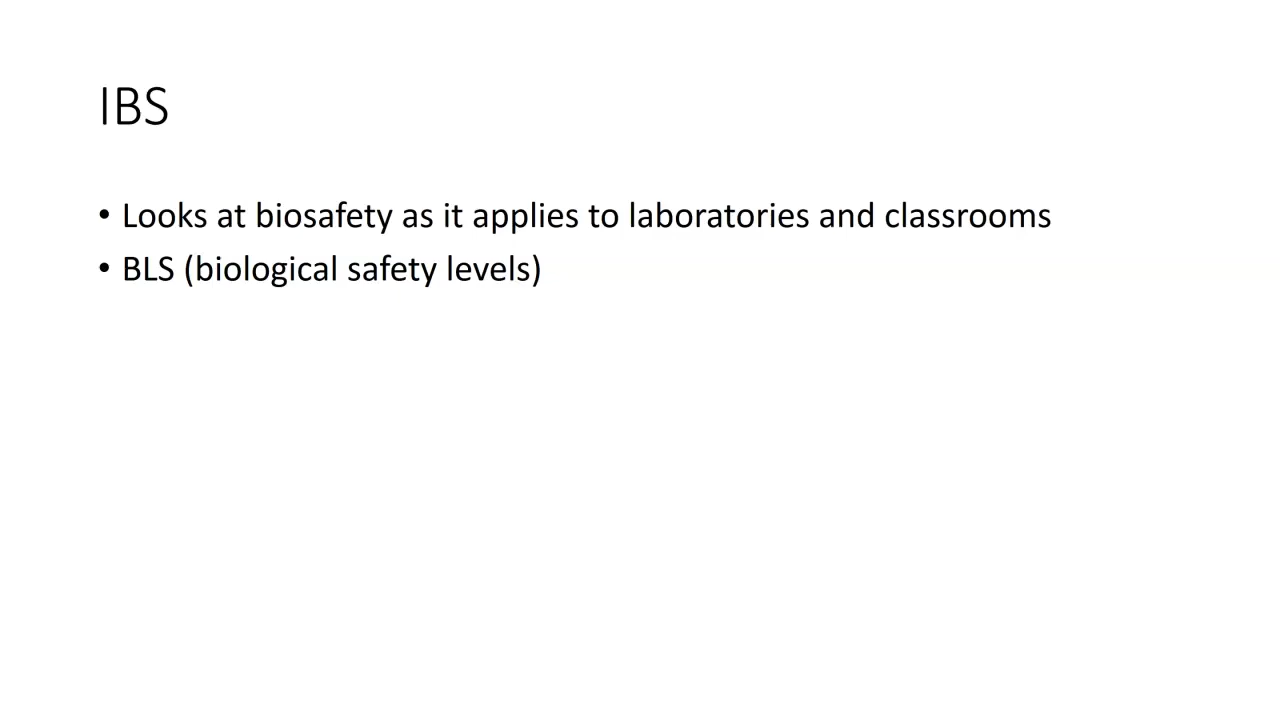 IBS
• Looks at biosafety as it applies to laboratories and classrooms
• BLS (biological safety levels)